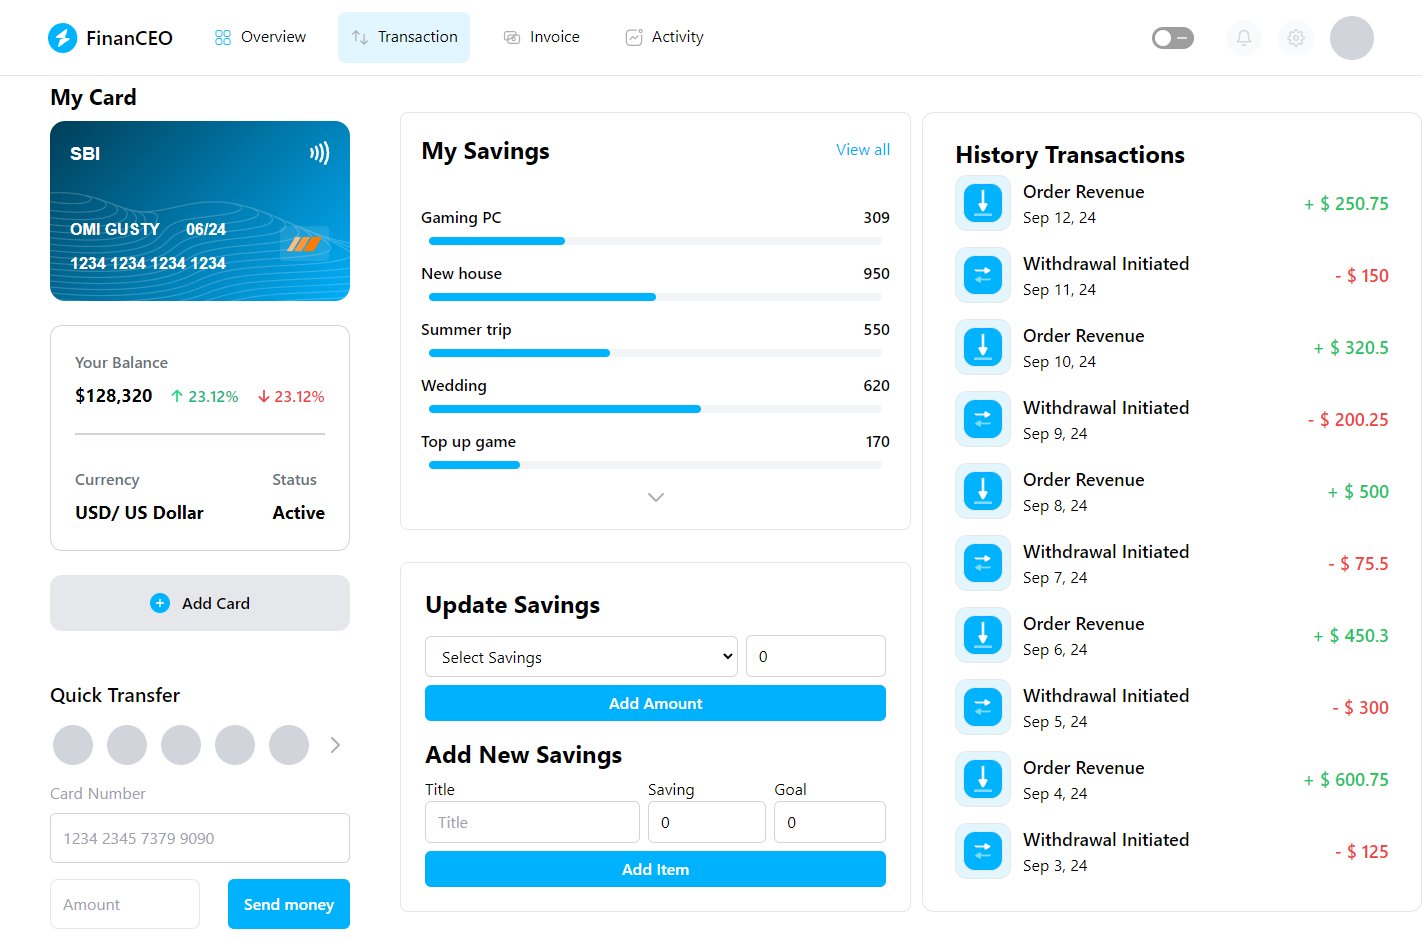 FinanCEO
Overview
Transaction
Invoice
Activity
My Card
SBI
OMI GUSTY 06/24
1234 1234 1234 1234
Your Balance
$128,320 23.12% 23.12%
Currency Status
USD/ US Dollar Active
Add Card
Quick Transfer
Card Number
1234 2345 7379 9090
Amount
Send money
My Savings
View all
Gaming PC 309
New house 950
Summer trip 550
Wedding 620
Top up game 170
Update Savings
Select Savings 0
Add Amount
Add New Savings
Title Saving Goal
Title 0 0
Add Item
History Transactions
Order Revenue
Sep 12, 24
+ $ 250.75
Withdrawal Initiated
Sep 11, 24
- $ 150
Order Revenue
Sep 10, 24
+ $ 320.5
Withdrawal Initiated
Sep 9, 24
- $ 200.25
Order Revenue
Sep 8, 24
+ $ 500
Withdrawal Initiated
Sep 7, 24
- $ 75.5
Order Revenue
Sep 6, 24
+ $ 450.3
Withdrawal Initiated
Sep 5, 24
- $ 300
Order Revenue
Sep 4, 24
+ $ 600.75
Withdrawal Initiated
Sep 3, 24
- $ 125